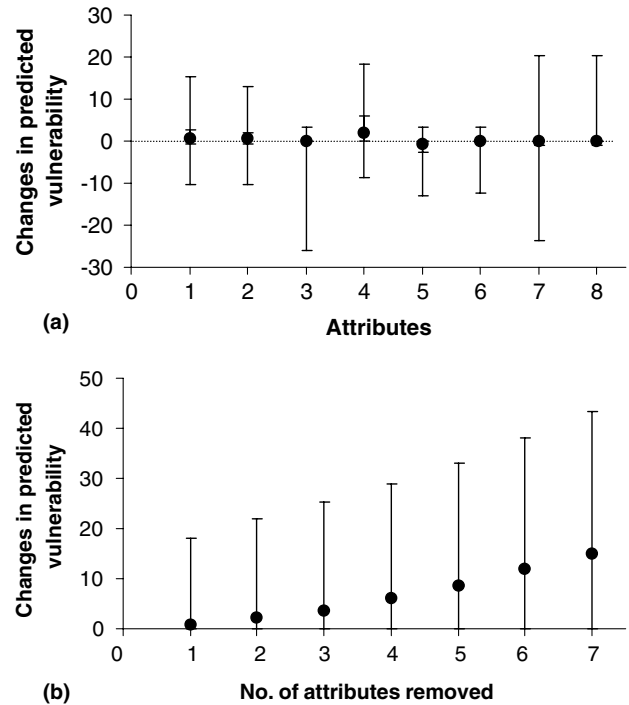 Changes in predicted
vulnerability
30
20
10
0
-10
-20
-30
0 1 2 3 4 5 6 7 8
(a)
Attributes
Changes in predicted
vulnerability
50
40
30
20
10
0
0 1 2 3 4 5 6 7
(b)
No. of attributes removed